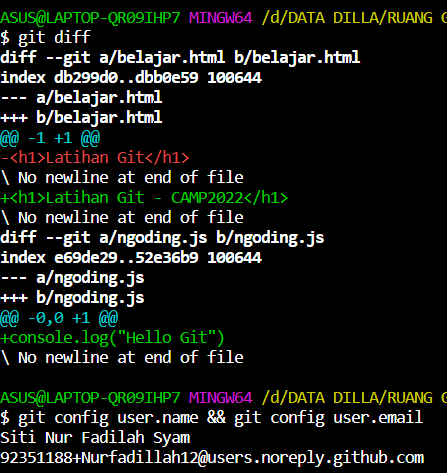 ASUS@LAPTOP-QR09IHP7 MINGW64 /d/DATA DILLA/RUANG
$ git diff
diff --git a/belajar.html b/belajar.html
index db299d0..dbb0e59 100644
--- a/belajar.html
+++ b/belajar.html
@@ -1 +1 @@
-<h1>Latihan Git</h1>
\ No newline at end of file
+<h1>Latihan Git - CAMP2022</h1>
\ No newline at end of file
diff --git a/ngoding.js b/ngoding.js
index e69de29..52e36b9 100644
--- a/ngoding.js
+++ b/ngoding.js
@@ -0,0 +1 @@
+console.log("Hello Git")
\ No newline at end of file
ASUS@LAPTOP-QR09IHP7 MINGW64 /d/DATA DILLA/RUANG
$ git config user.name && git config user.email
Siti Nur Fadilah Syam
92351188+Nurfadillah12@users.noreply.github.com